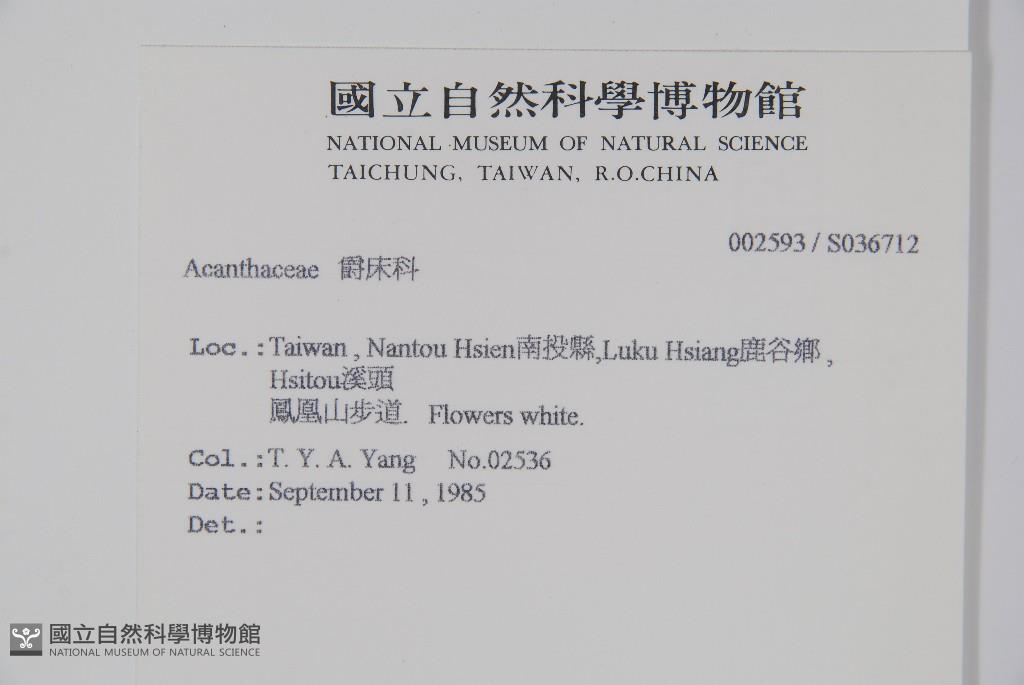 國立自然科學博物館
NATIONAL MUSEUM OF NATURAL SCIENCE
TAICHUNG, TAIWAN, R.O.CHINA
002593 / S036712
Acanthaceae 爵床科
Loc.:Taiwan , Nantou Hsien南投縣,Luku Hsiang鹿谷鄉 ,
Hsitou溪頭
鳳凰山步道. Flowers white.
Col.:T. Y. A. Yang No.02536
Date:September 11 , 1985
Det.:
國立自然科學博物館
NATIONAL MUSEUM OF NATURAL SCIENCE